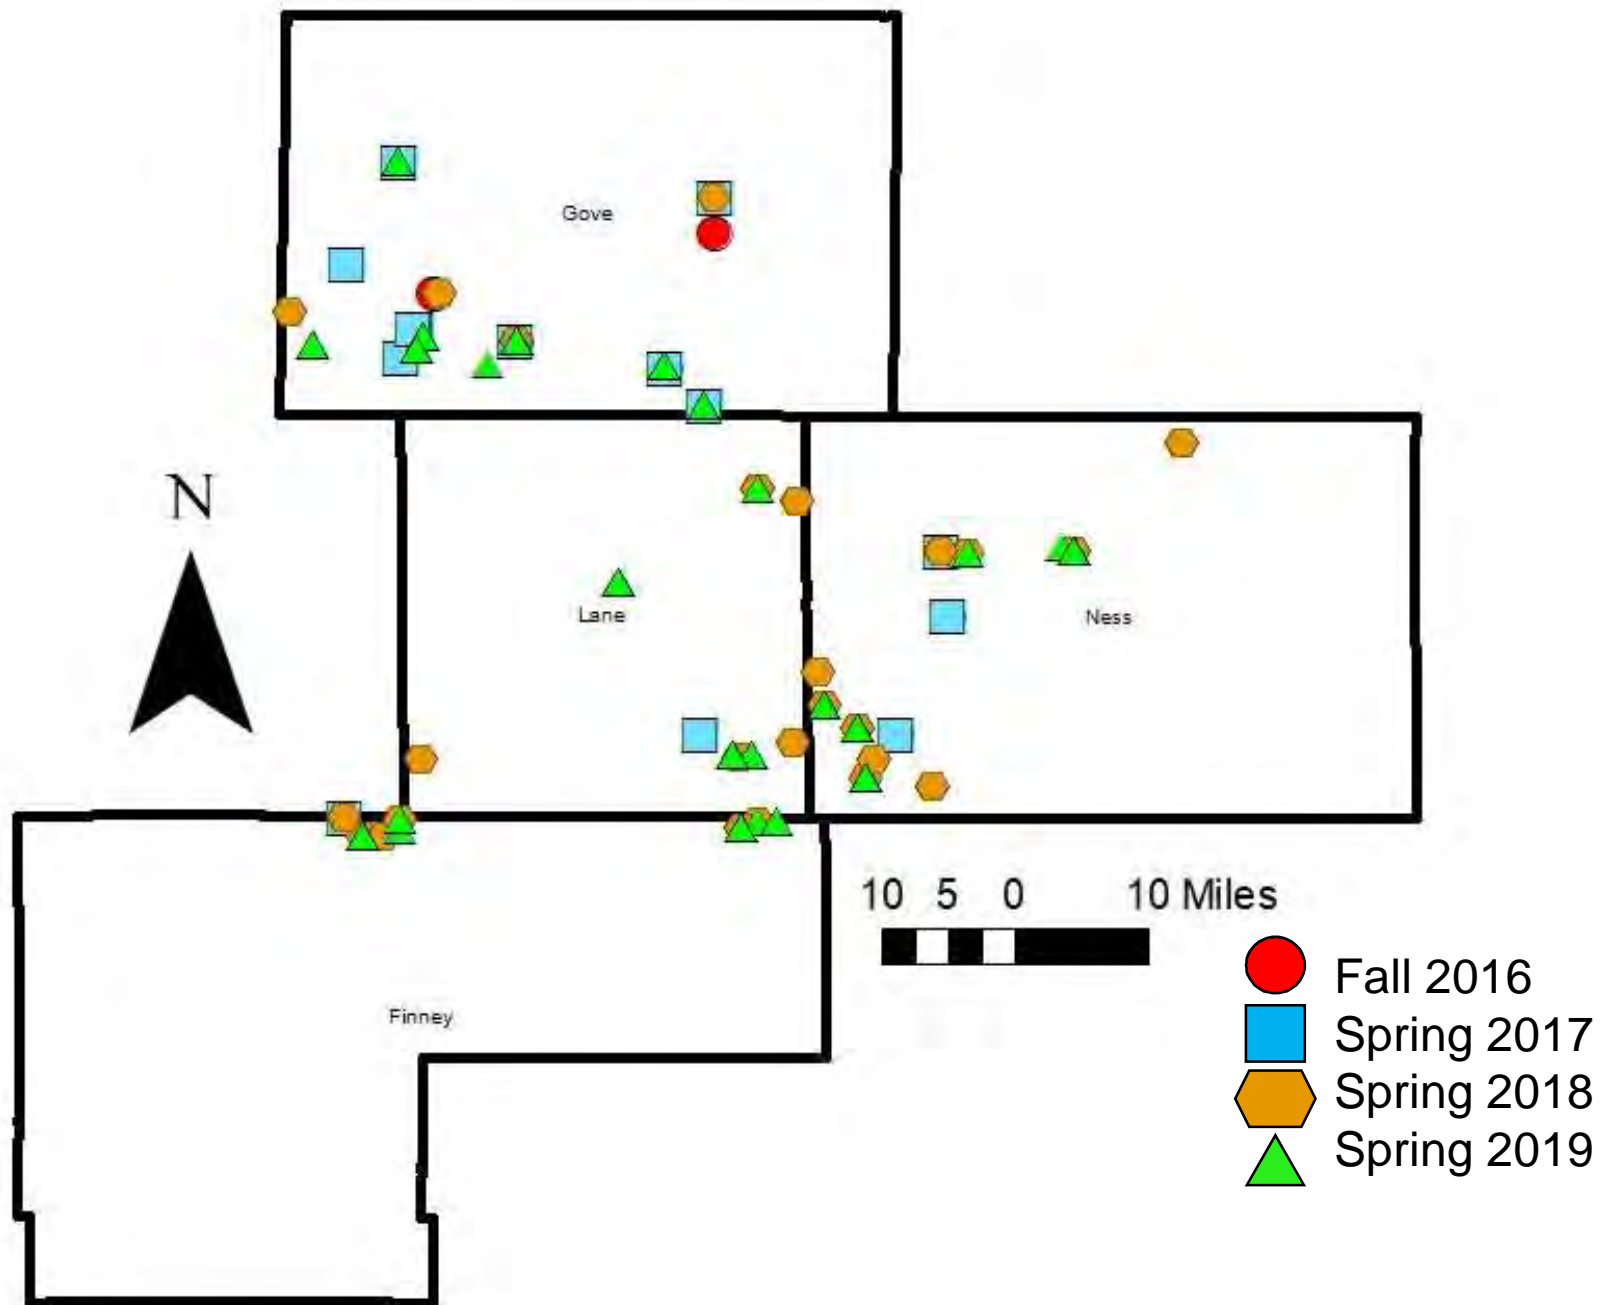 Gove
N
Lane
Ness
10 5 0 10 Miles
Fall 2016
Spring 2017
Spring 2018
Spring 2019
Finney